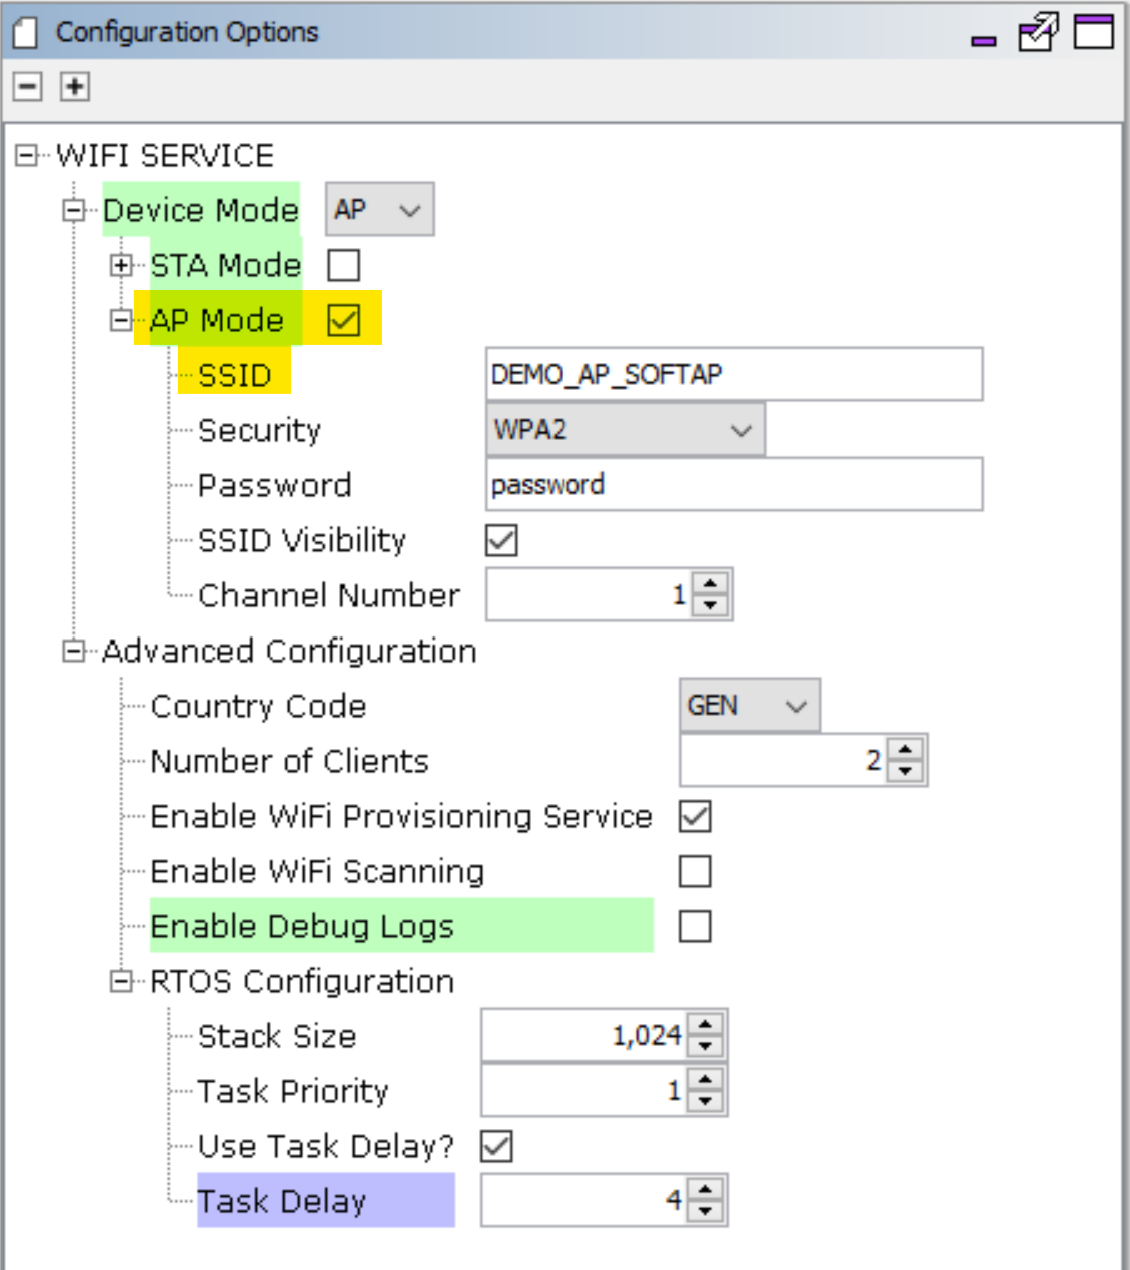 Configuration Options
WIFI SERVICE
Device Mode AP
STA Mode
AP Mode
SSID DEMO_AP_SOFTAP
Security WPA2
Password password
SSID Visibility
Channel Number 1
Advanced Configuration
Country Code GEN
Number of Clients 2
Enable WiFi Provisioning Service
Enable WiFi Scanning
Enable Debug Logs
RTOS Configuration
Stack Size 1,024
Task Priority 1
Use Task Delay?
Task Delay 4